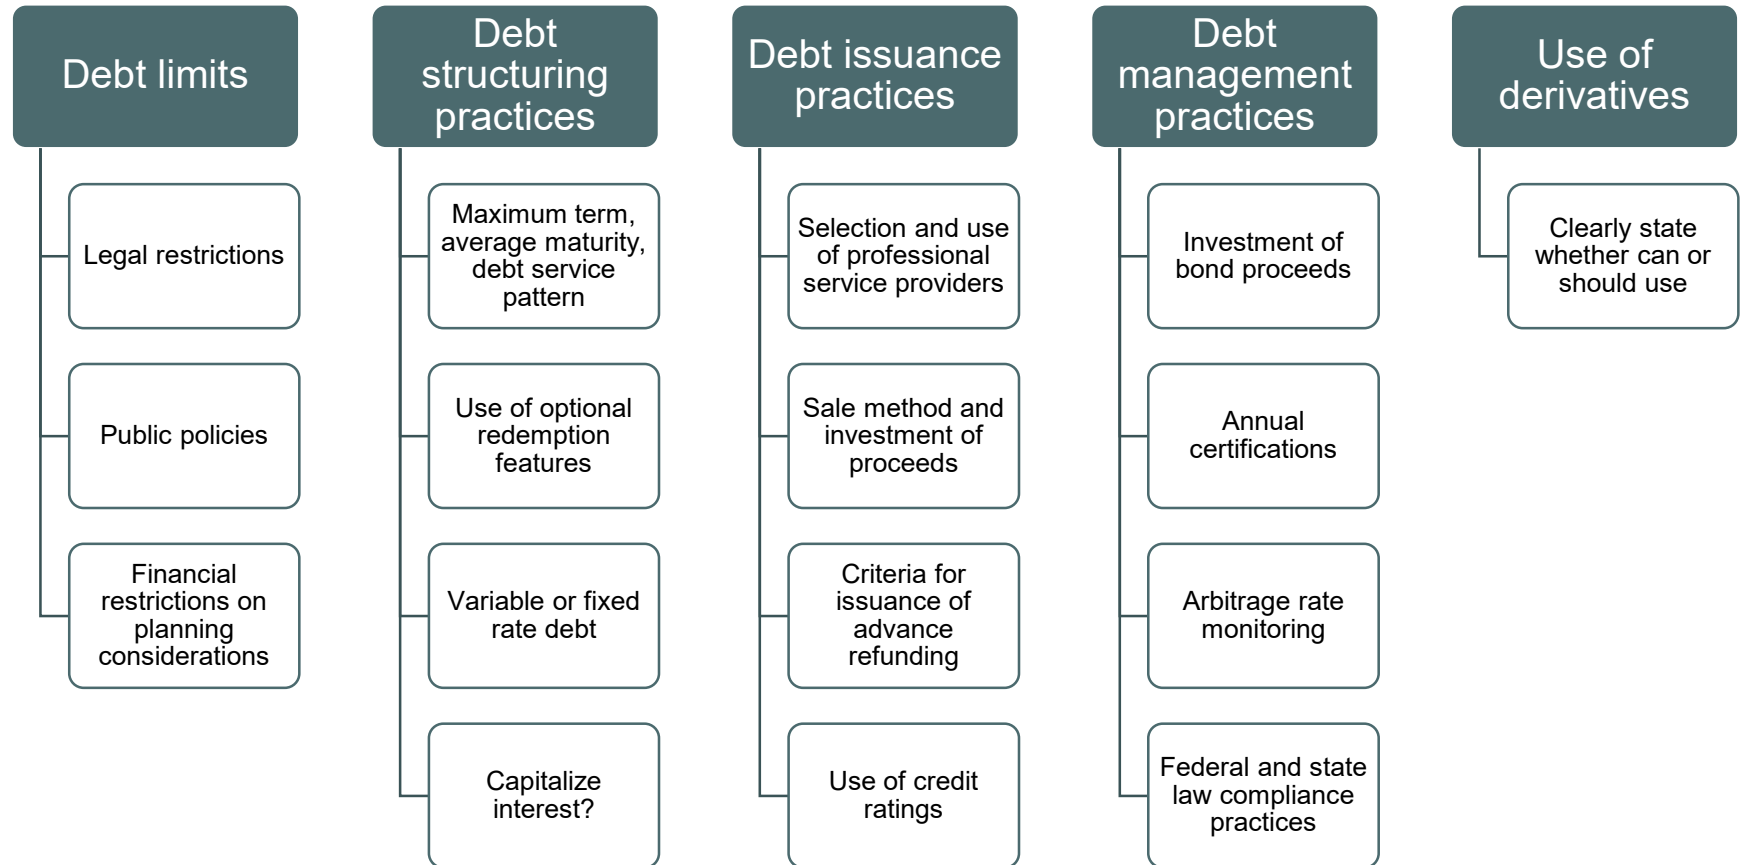 Debt limits
Legal restrictions
Public policies
Financial
restrictions on
planning
considerations
Debt
structuring
practices
Maximum term,
average maturity,
debt service
pattern
Use of optional
redemption
features
Variable or fixed
rate debt
Capitalize
interest?
Debt issuance
practices
Selection and use
of professional
service providers
Sale method and
investment of
proceeds
Criteria for
issuance of
advance
refunding
Use of credit
ratings
Debt
management
practices
Investment of
bond proceeds
Annual
certifications
Arbitrage rate
monitoring
Federal and state
law compliance
practices
Use of
derivatives
Clearly state
whether can or
should use